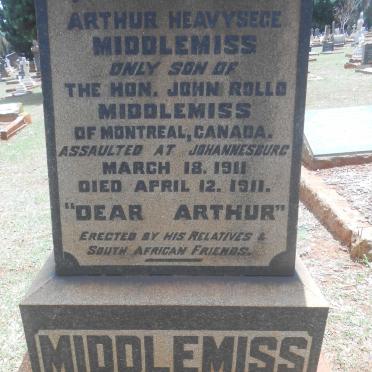 ARTHUR HEAVYSEGE
MIDDLEMISS
ONLY SON OF
THE HON. JOHN ROLLO
MIDDLEMISS
OF MONTREAL, CANADA.
ASSAULTED AT JOHANNESBURG
MARCH 18. 1911
DIED APRIL 12. 1911.
"DEAR ARTHUR"
ERECTED BY HIS RELATIVES &
SOUTH AFRICAN FRIENDS.
MIDDLEMISS